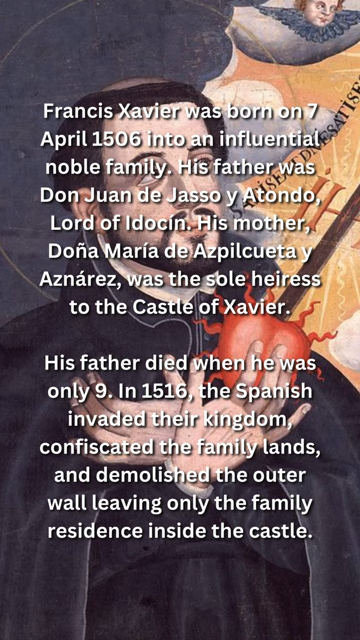 Francis Xavier was born on 7
April 1506 into an influential
noble family. His father was
Don Juan de Jasso y Atondo,
Lord of Idocin. His mother,
Doña María de Azpilcueta y
Aznárez, was the sole heiress
to the Castle of Xavier.
His father died when he was
only 9. In 1516, the Spanish
invaded their kingdom,
confiscated the family lands,
and demolished the outer
wall leaving only the family
residence inside the castle.